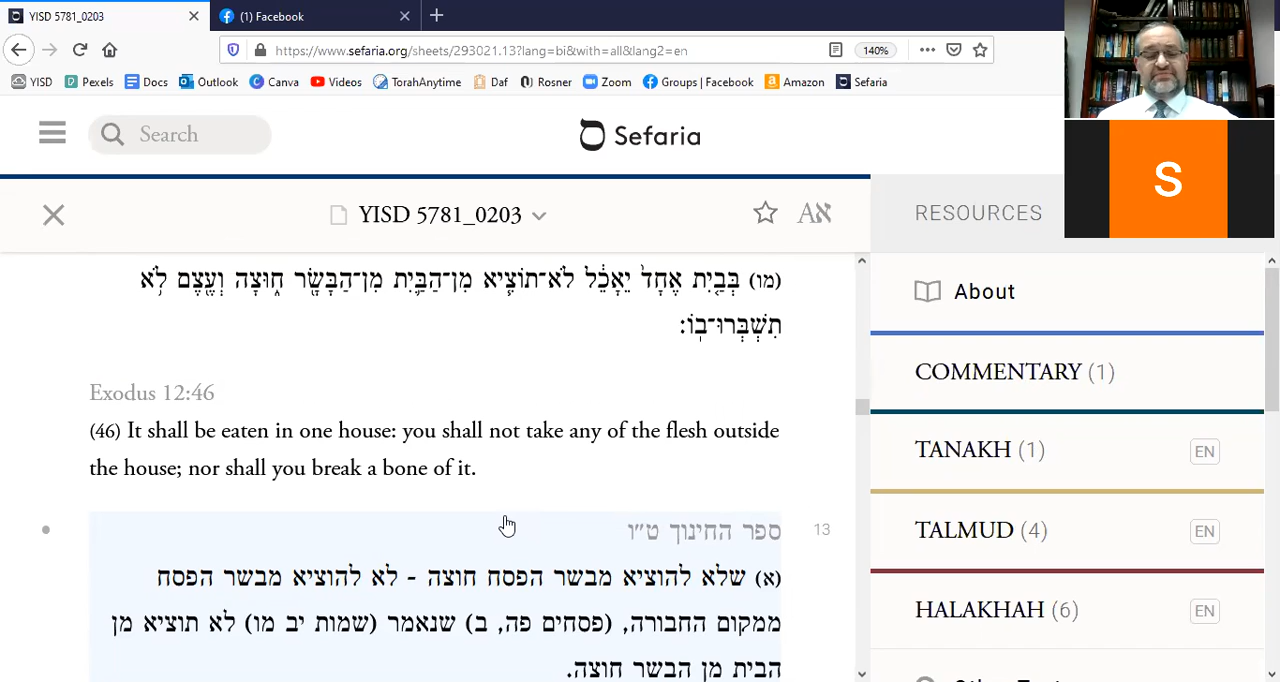 YISD 5781_0203
(1) Facebook
https://www.sefaria.org/sheets/293021.13?lang=bi&with=all&lang2=en
140%
YISD
Pexels
Docs
Outlook
Canva
Videos
TorahAnytime
Daf
Rosner
Zoom
Groups | Facebook
Amazon
Sefaria
Search
Sefaria
S
YISD 5781_0203
Aא
RESOURCES
(מו) בְּבַ֤יִת אֶחָד֙ יֵאָכֵ֔ל לֹא־תוֹצִ֧יא מִן־הַבַּ֛יִת מִן־הַבָּשָׂ֖ר ח֑וּצָה וְעֶ֖צֶם לֹ֥א
תִשְׁבְּרוּ־בֽוֹ׃
Exodus 12:46
(46) It shall be eaten in one house: you shall not take any of the flesh outside
the house; nor shall you break a bone of it.
ספר החינוך ט״ו
13
(א) שלא להוציא מבשר הפסח חוצה - לא להוציא מבשר הפסח
ממקום החבורה, (פסחים פה, ב) שנאמר (שמות יב מו) לא תוציא מן
הבית מן הבשר חוצה.
About
COMMENTARY (1)
TANAKH (1)
EN
TALMUD (4)
EN
HALAKHAH (6)
EN